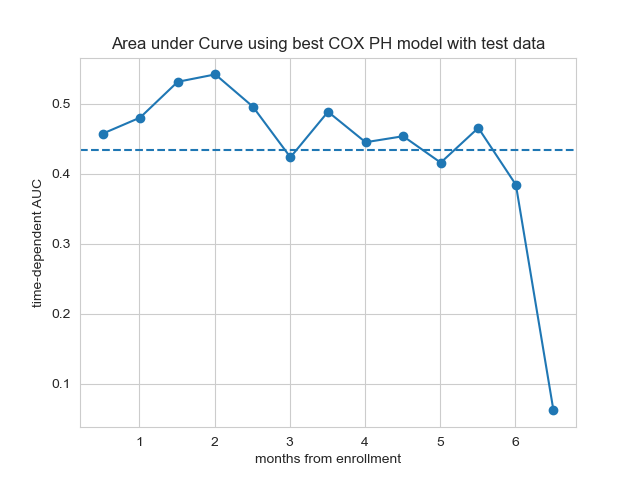 Area under Curve using best COX PH model with test data
time-dependent AUC
0.5
0.4
0.3
0.2
0.1
1 2 3 4 5 6
months from enrollment